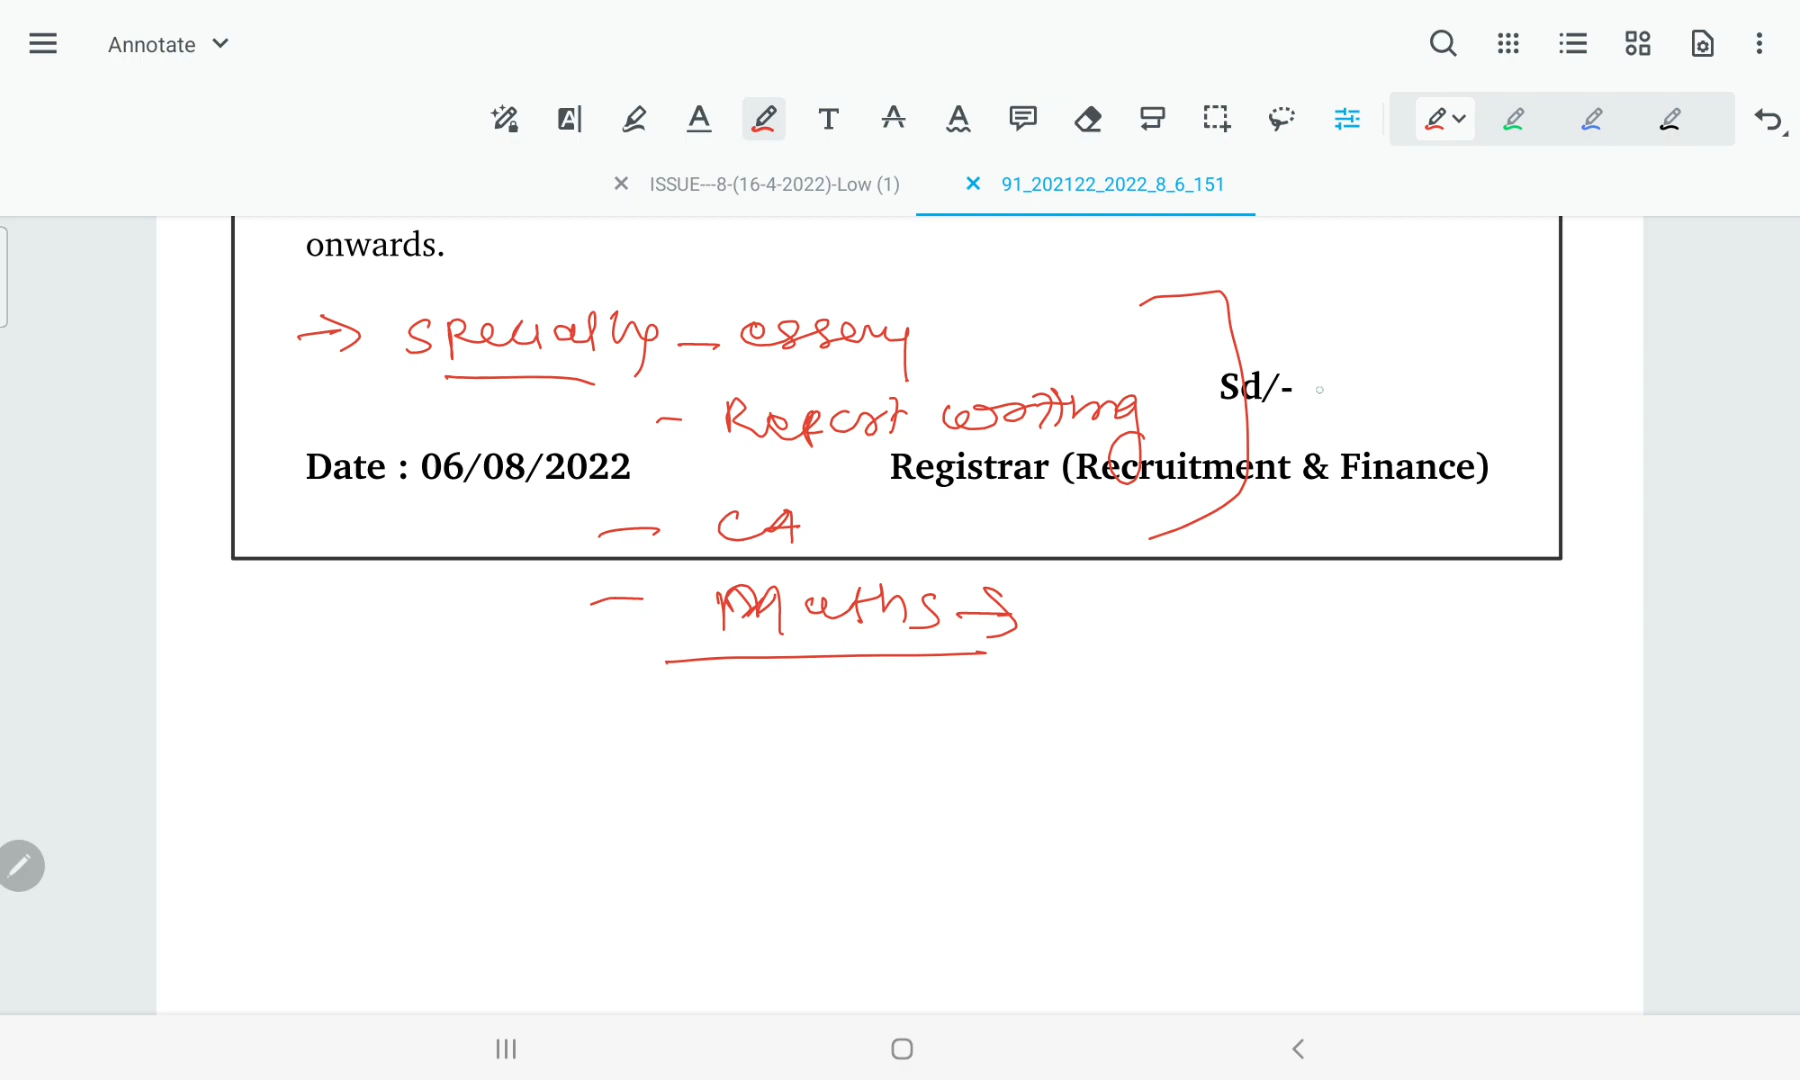 Annotate
ISSUE---8-(16-4-2022)-Low (1)
91_202122_2022_8_6_151
onwards.
→ specially - essay
- Report writing
Sd/-
Date : 06/08/2022
Registrar (Recruitment & Finance)
- CA
- Maths →